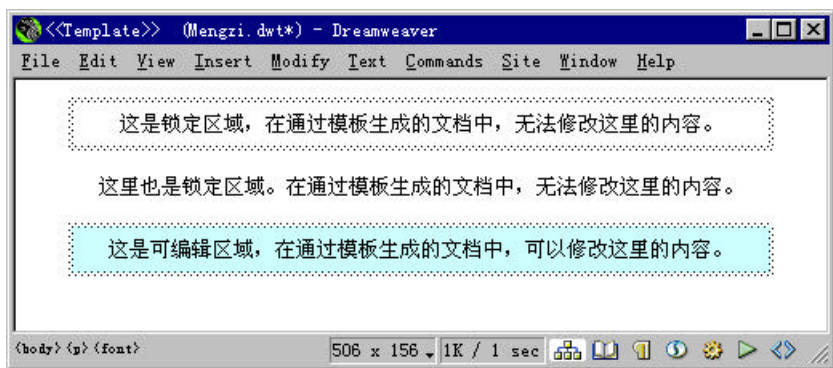 <<Template>> (Mengzi.dwt*) - Dreamweaver
File Edit View Insert Modify Text Commands Site Window Help
这是锁定区域，在通过模板生成的文档中，无法修改这里的内容。
这里也是锁定区域。在通过模板生成的文档中，无法修改这里的内容。
这是可编辑区域，在通过模板生成的文档中，可以修改这里的内容。
<body> <p> <font> 506 x 156 1K / 1 sec